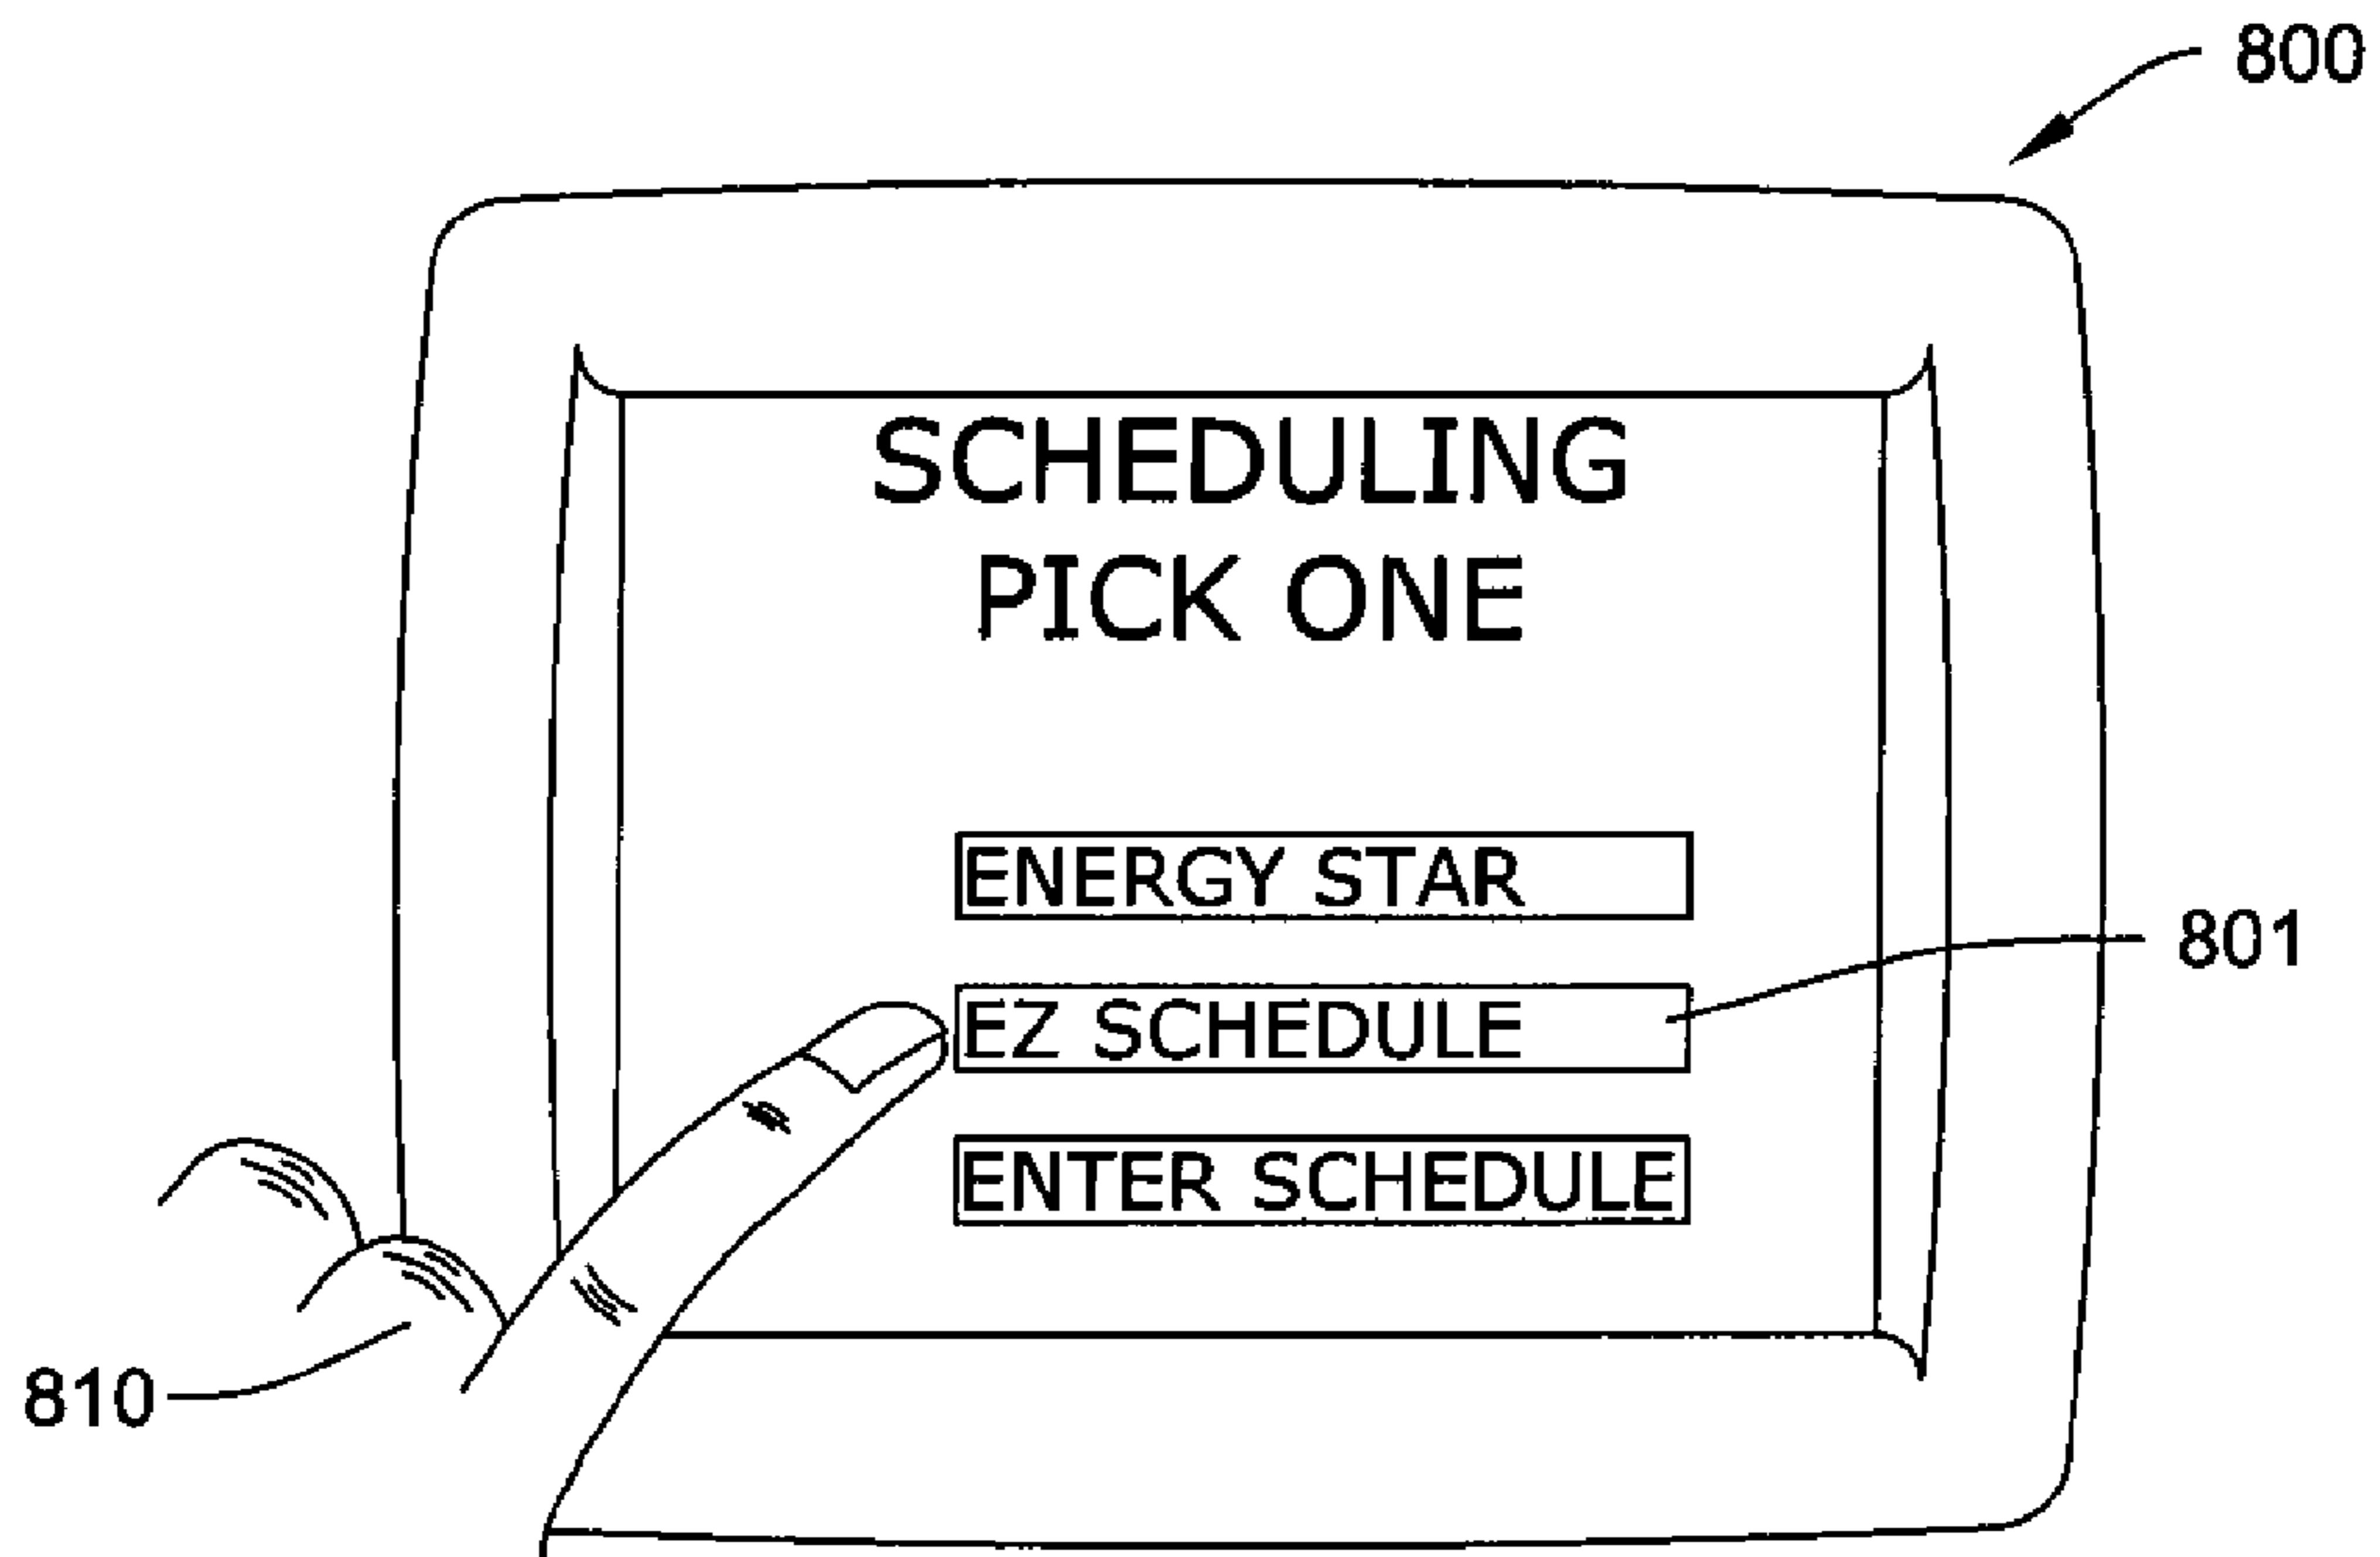 800
SCHEDULING
PICK ONE
ENERGY STAR
801
EZ SCHEDULE
ENTER SCHEDULE
810